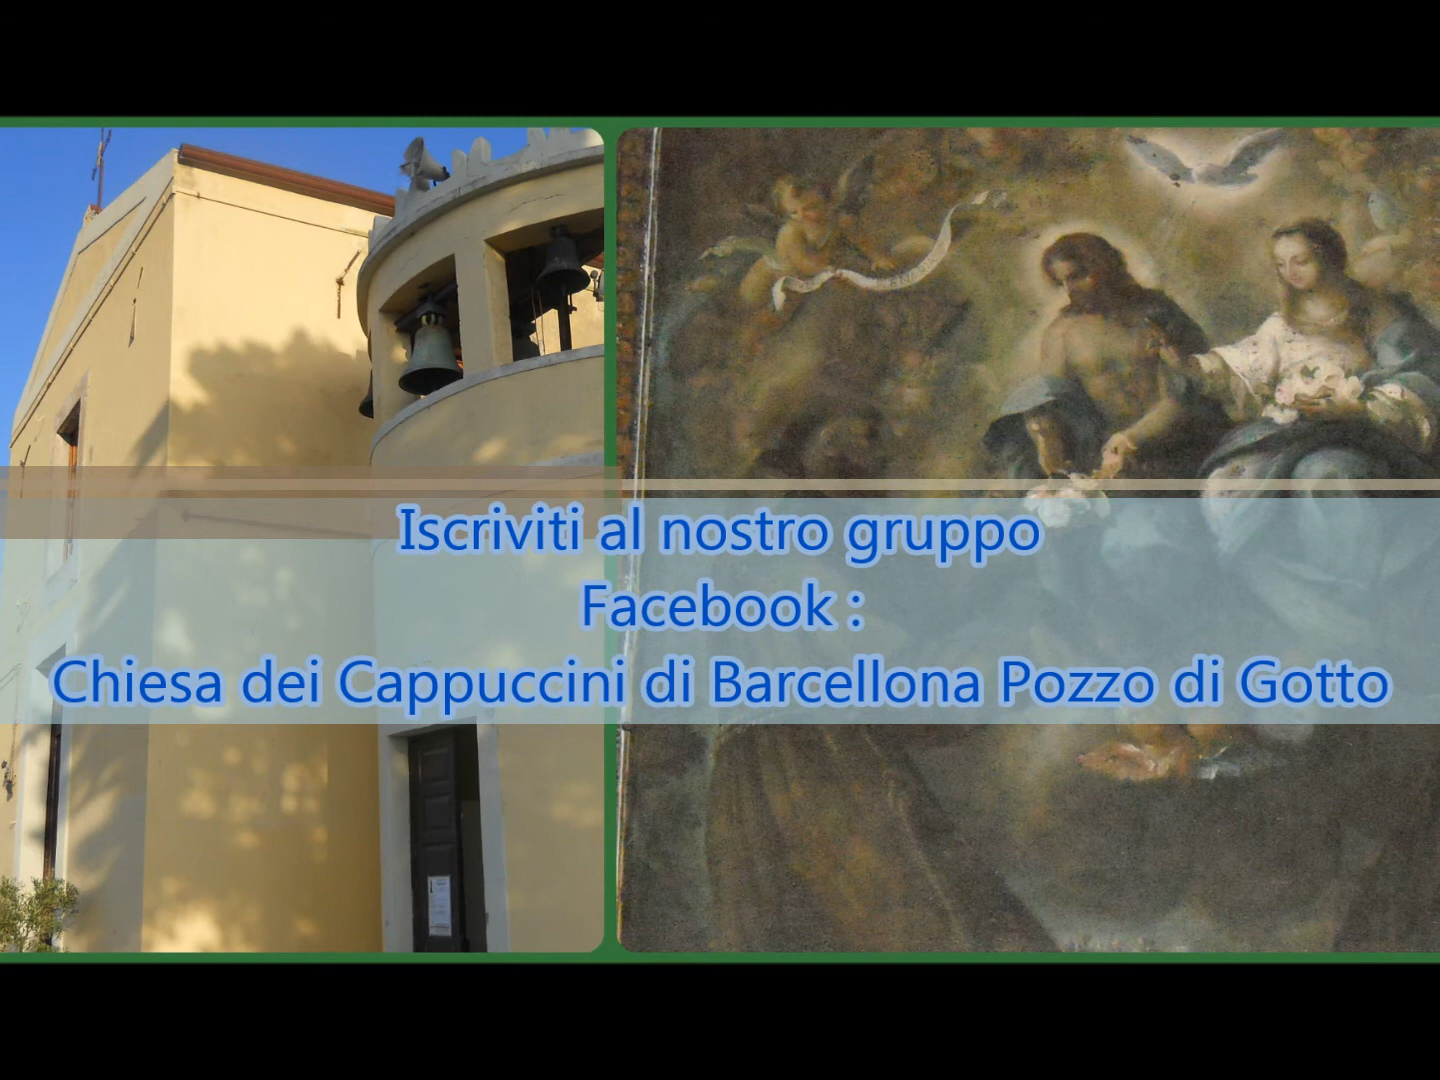 Iscriviti al nostro gruppo
Facebook :
Chiesa dei Cappuccini di Barcellona Pozzo di Gotto